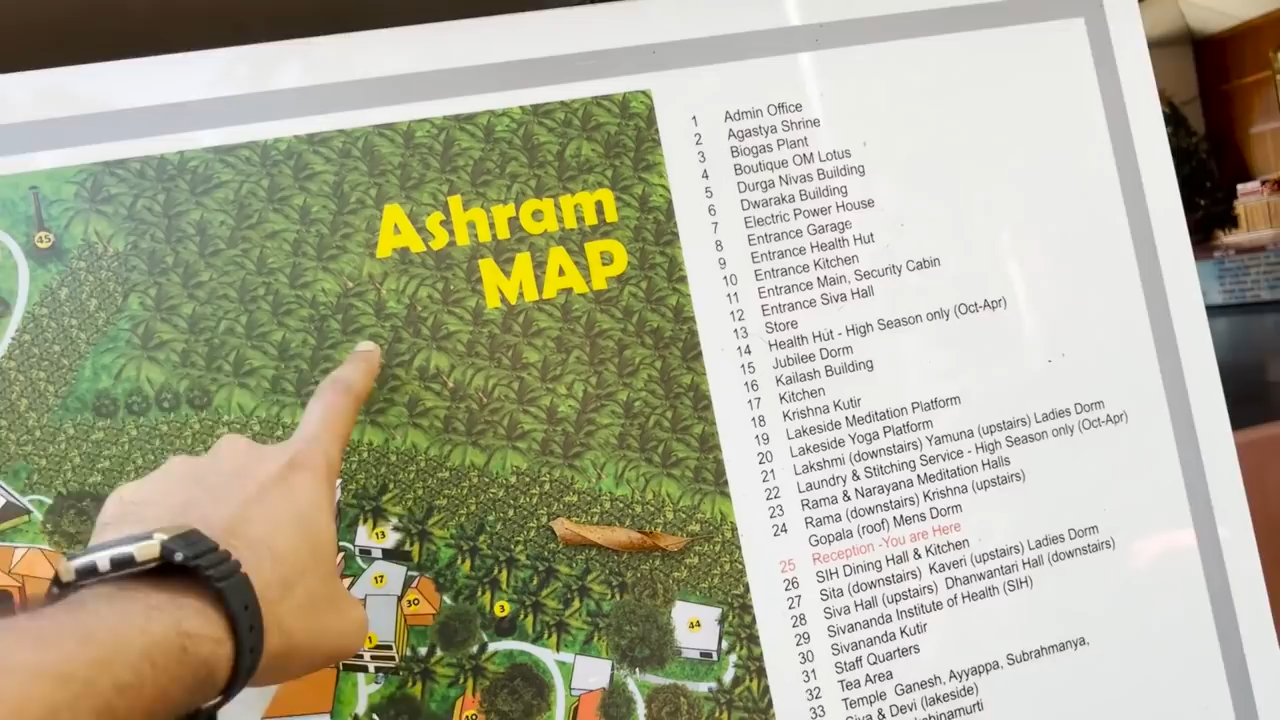 Ashram
MAP
45
13
17
30
3
1
44
1 Admin Office
2 Agastya Shrine
3 Biogas Plant
4 Boutique OM Lotus
5 Durga Nivas Building
6 Dwaraka Building
7 Electric Power House
8 Entrance Garage
9 Entrance Health Hut
10 Entrance Kitchen
11 Entrance Main, Security Cabin
12 Entrance Siva Hall
13 Store
14 Health Hut - High Season only (Oct-Apr)
15 Jubilee Dorm
16 Kailash Building
17 Kitchen
18 Krishna Kutir
19 Lakeside Meditation Platform
20 Lakeside Yoga Platform
21 Lakshmi (downstairs) Yamuna (upstairs) Ladies Dorm
22 Laundry & Stitching Service - High Season only (Oct-Apr)
23 Rama & Narayana Meditation Halls
24 Rama (downstairs) Krishna (upstairs)
Gopala (roof) Mens Dorm
25 Reception -You are Here
26 SIH Dining Hall & Kitchen
27 Sita (downstairs) Kaveri (upstairs) Ladies Dorm
28 Siva Hall (upstairs) Dhanwantari Hall (downstairs)
29 Sivananda Institute of Health (SIH)
30 Sivananda Kutir
31 Staff Quarters
32 Tea Area
33 Temple Ganesh, Ayyappa, Subrahmanya,
Siva & Devi (lakeside)